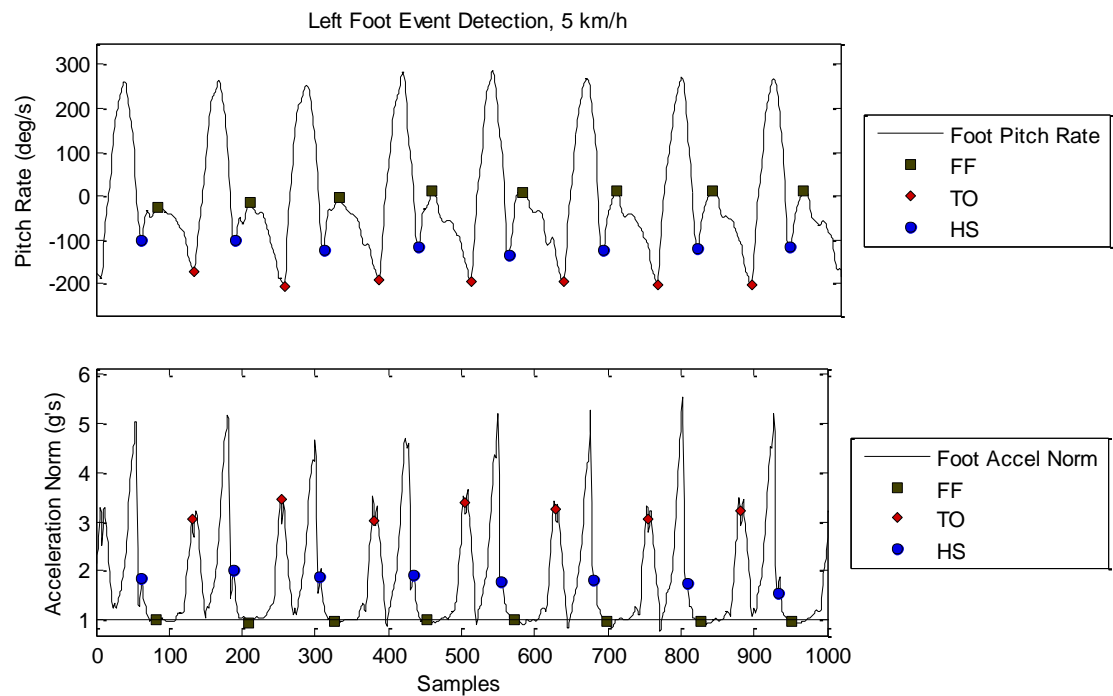 Left Foot Event Detection, 5 km/h
Pitch Rate (deg/s)
300
200
100
0
-100
-200
Foot Pitch Rate
FF
TO
HS
Acceleration Norm (g's)
6
5
4
3
2
1
0 100 200 300 400 500 600 700 800 900 1000
Samples
Foot Accel Norm
FF
TO
HS